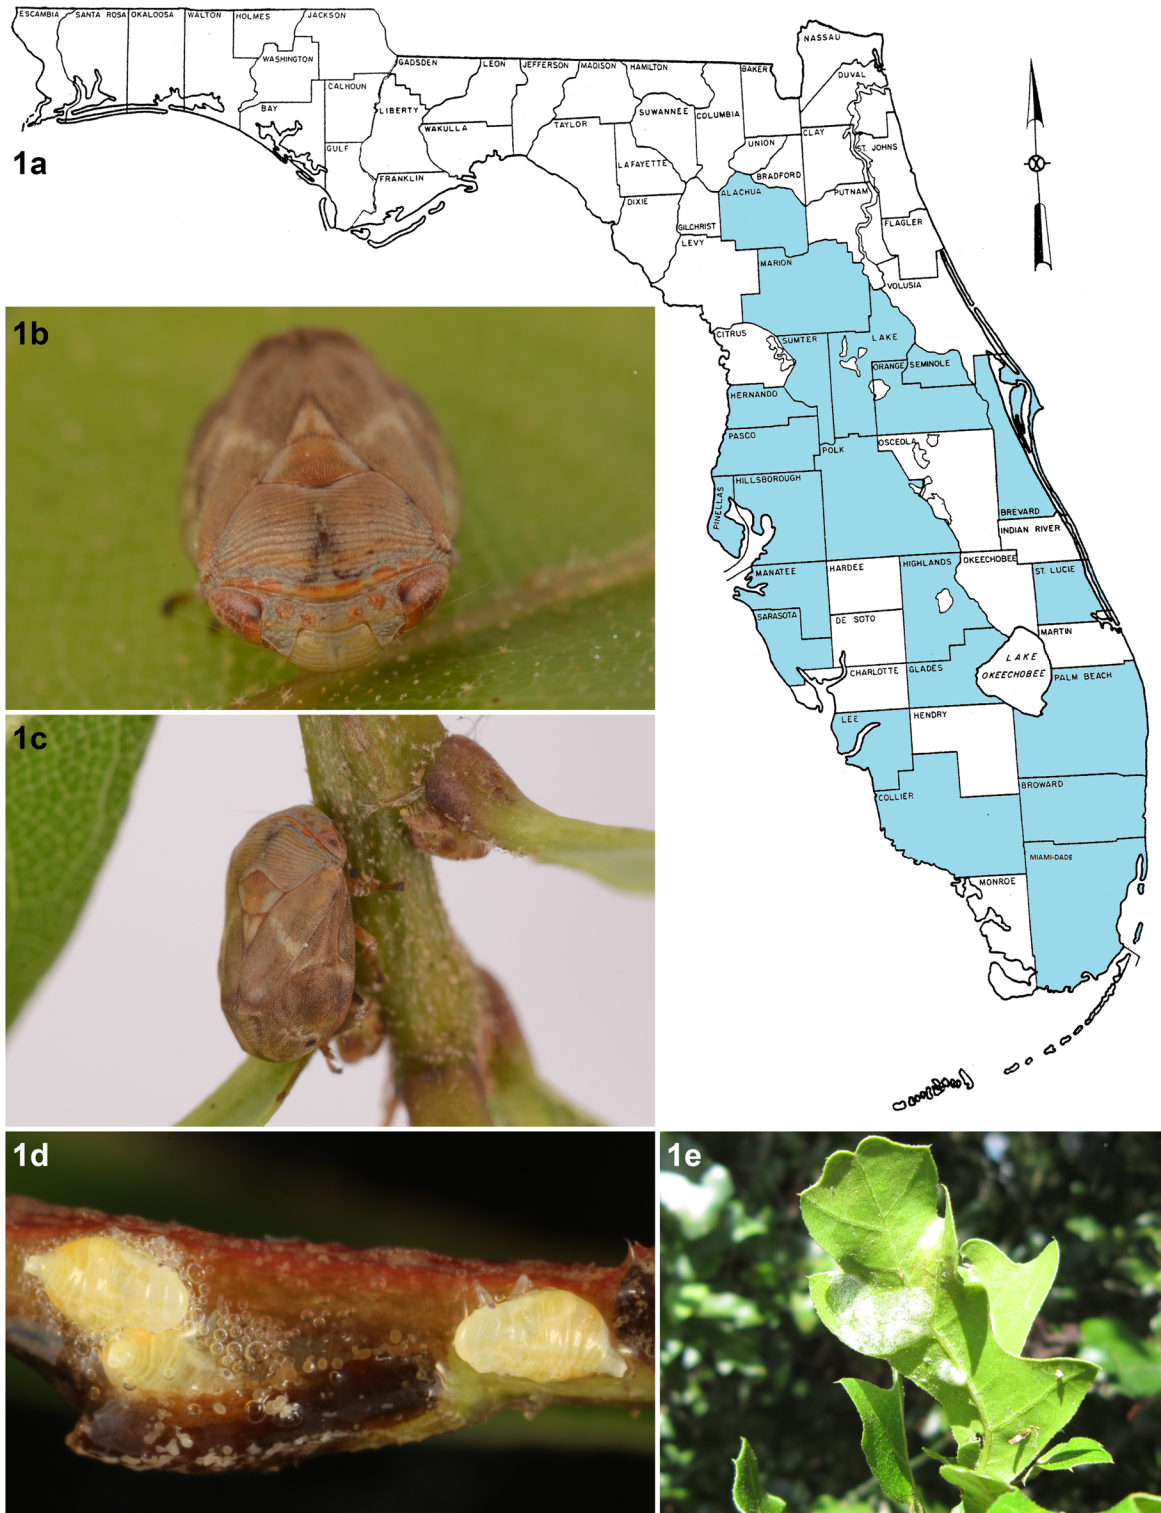 ESCAMBIA
SANTA ROSA
OKALOOSA
WALTON
HOLMES
JACKSON
WASHINGTON
BAY
CALHOUN
GULF
GADSDEN
LIBERTY
FRANKLIN
LEON
WAKULLA
JEFFERSON
MADISON
TAYLOR
HAMILTON
SUWANNEE
LAFAYETTE
DIXIE
COLUMBIA
GILCHRIST
LEVY
BAKER
UNION
BRADFORD
ALACHUA
NASSAU
DUVAL
CLAY
ST. JOHNS
PUTNAM
FLAGLER
MARION
VOLUSIA
CITRUS
SUMTER
LAKE
ORANGE
SEMINOLE
HERNANDO
PASCO
POLK
OSCEOLA
PINELLAS
HILLSBOROUGH
BREVARD
INDIAN RIVER
MANATEE
HARDEE
HIGHLANDS
OKEECHOBEE
ST. LUCIE
SARASOTA
DE SOTO
MARTIN
LAKE
OKEECHOBEE
CHARLOTTE
GLADES
PALM BEACH
LEE
HENDRY
COLLIER
BROWARD
MIAMI-DADE
MONROE
1a
1b
1c
1d
1e